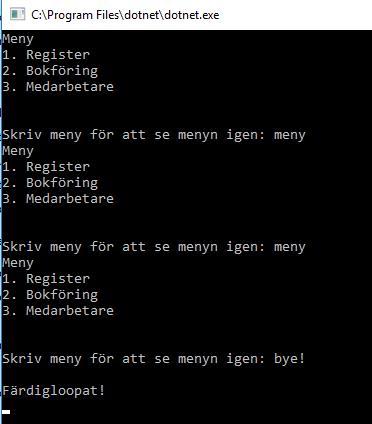 C:\Program Files\dotnet\dotnet.exe
Meny
1. Register
2. Bokföring
3. Medarbetare
Skriv meny för att se menyn igen: meny
Meny
1. Register
2. Bokföring
3. Medarbetare
Skriv meny för att se menyn igen: meny
Meny
1. Register
2. Bokföring
3. Medarbetare
Skriv meny för att se menyn igen: bye!
Färdigloopat!